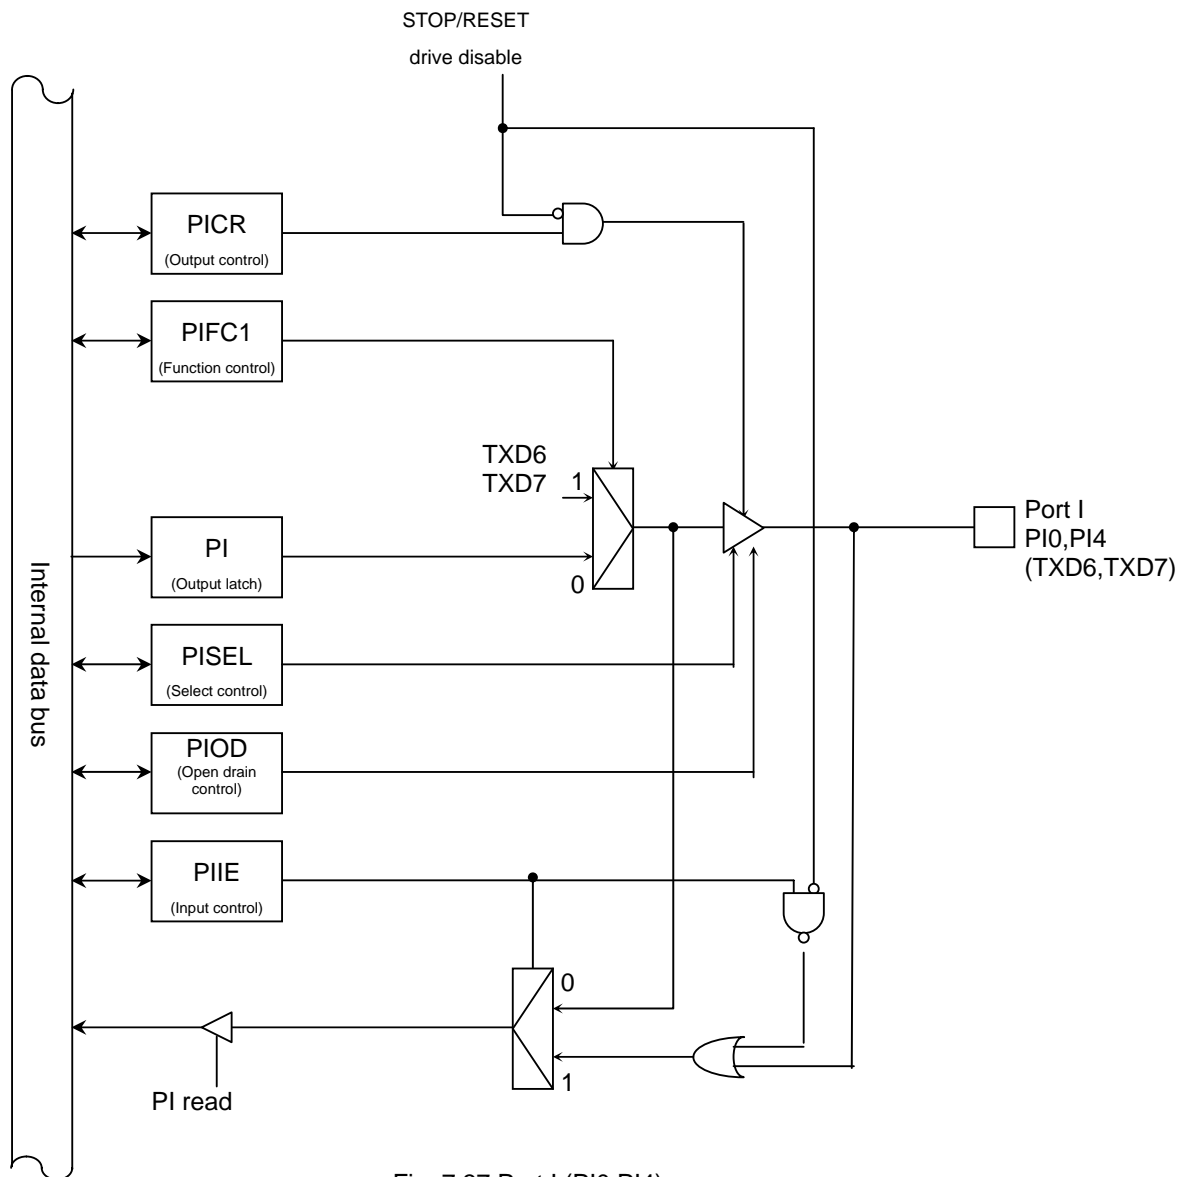 STOP/RESET
drive disable
PICR
(Output control)
PIFC1
(Function control)
TXD6
TXD7
1
0
PI
(Output latch)
Port I
PI0,PI4
(TXD6,TXD7)
PISEL
(Select control)
PIOD
(Open drain
control)
PIIE
(Input control)
0
1
PI read
Internal data bus